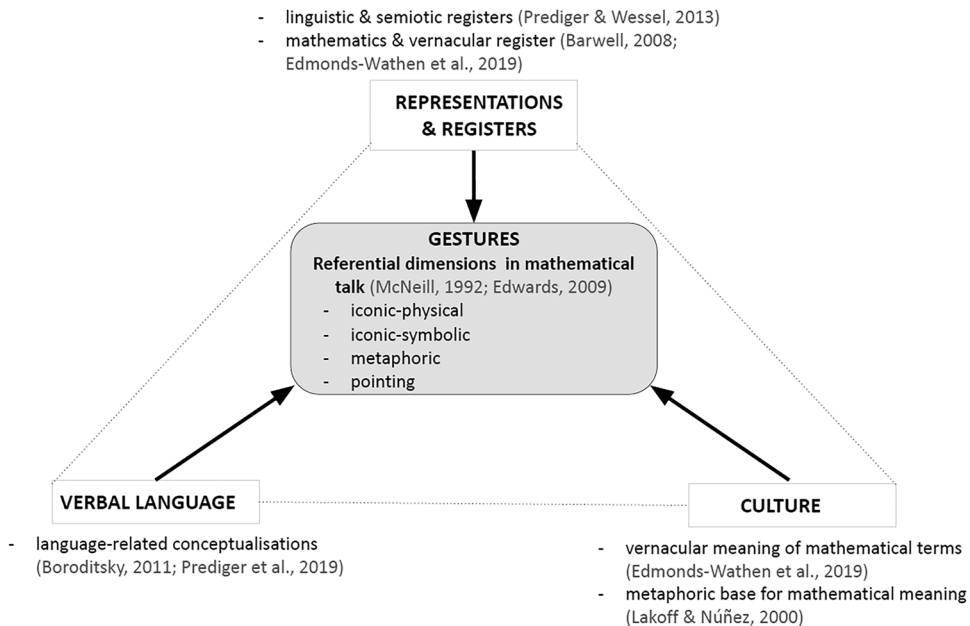 - linguistic & semiotic registers (Prediger & Wessel, 2013)
- mathematics & vernacular register (Barwell, 2008;
Edmonds-Wathen et al., 2019)
REPRESENTATIONS
& REGISTERS
GESTURES
Referential dimensions in mathematical
talk (McNeill, 1992; Edwards, 2009)
- iconic-physical
- iconic-symbolic
- metaphoric
- pointing
VERBAL LANGUAGE
- language-related conceptualisations
(Boroditsky, 2011; Prediger et al., 2019)
CULTURE
- vernacular meaning of mathematical terms
(Edmonds-Wathen et al., 2019)
- metaphoric base for mathematical meaning
(Lakoff & Núñez, 2000)